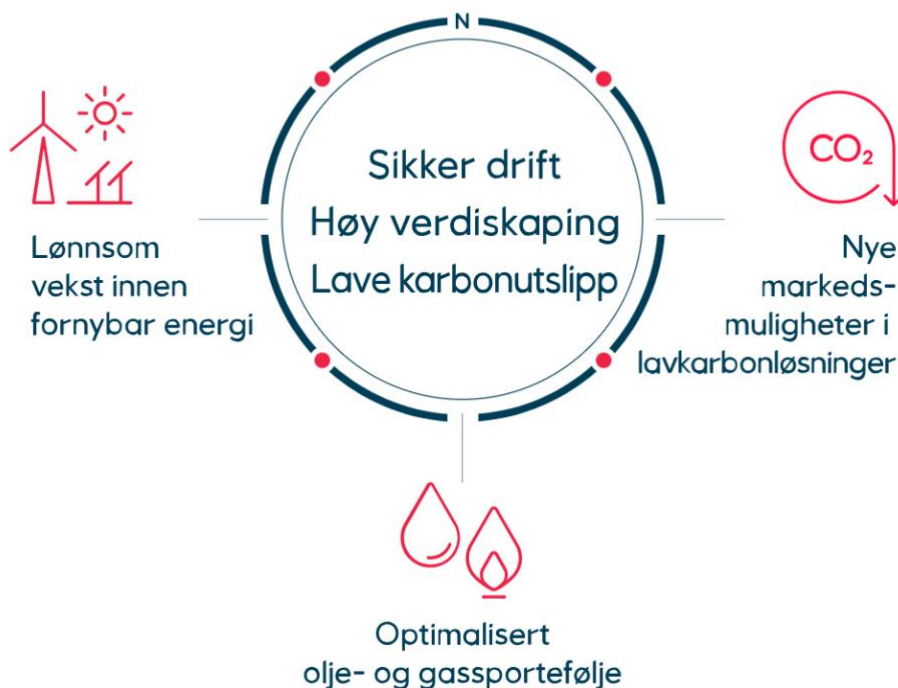 N
Sikker drift
Høy verdiskaping
Lave karbonutslipp
Lønnsom
vekst innen
fornybar energi
CO₂
Nye
markeds-
muligheter i
lavkarbonløsninger
Optimalisert
olje- og gassportefølje